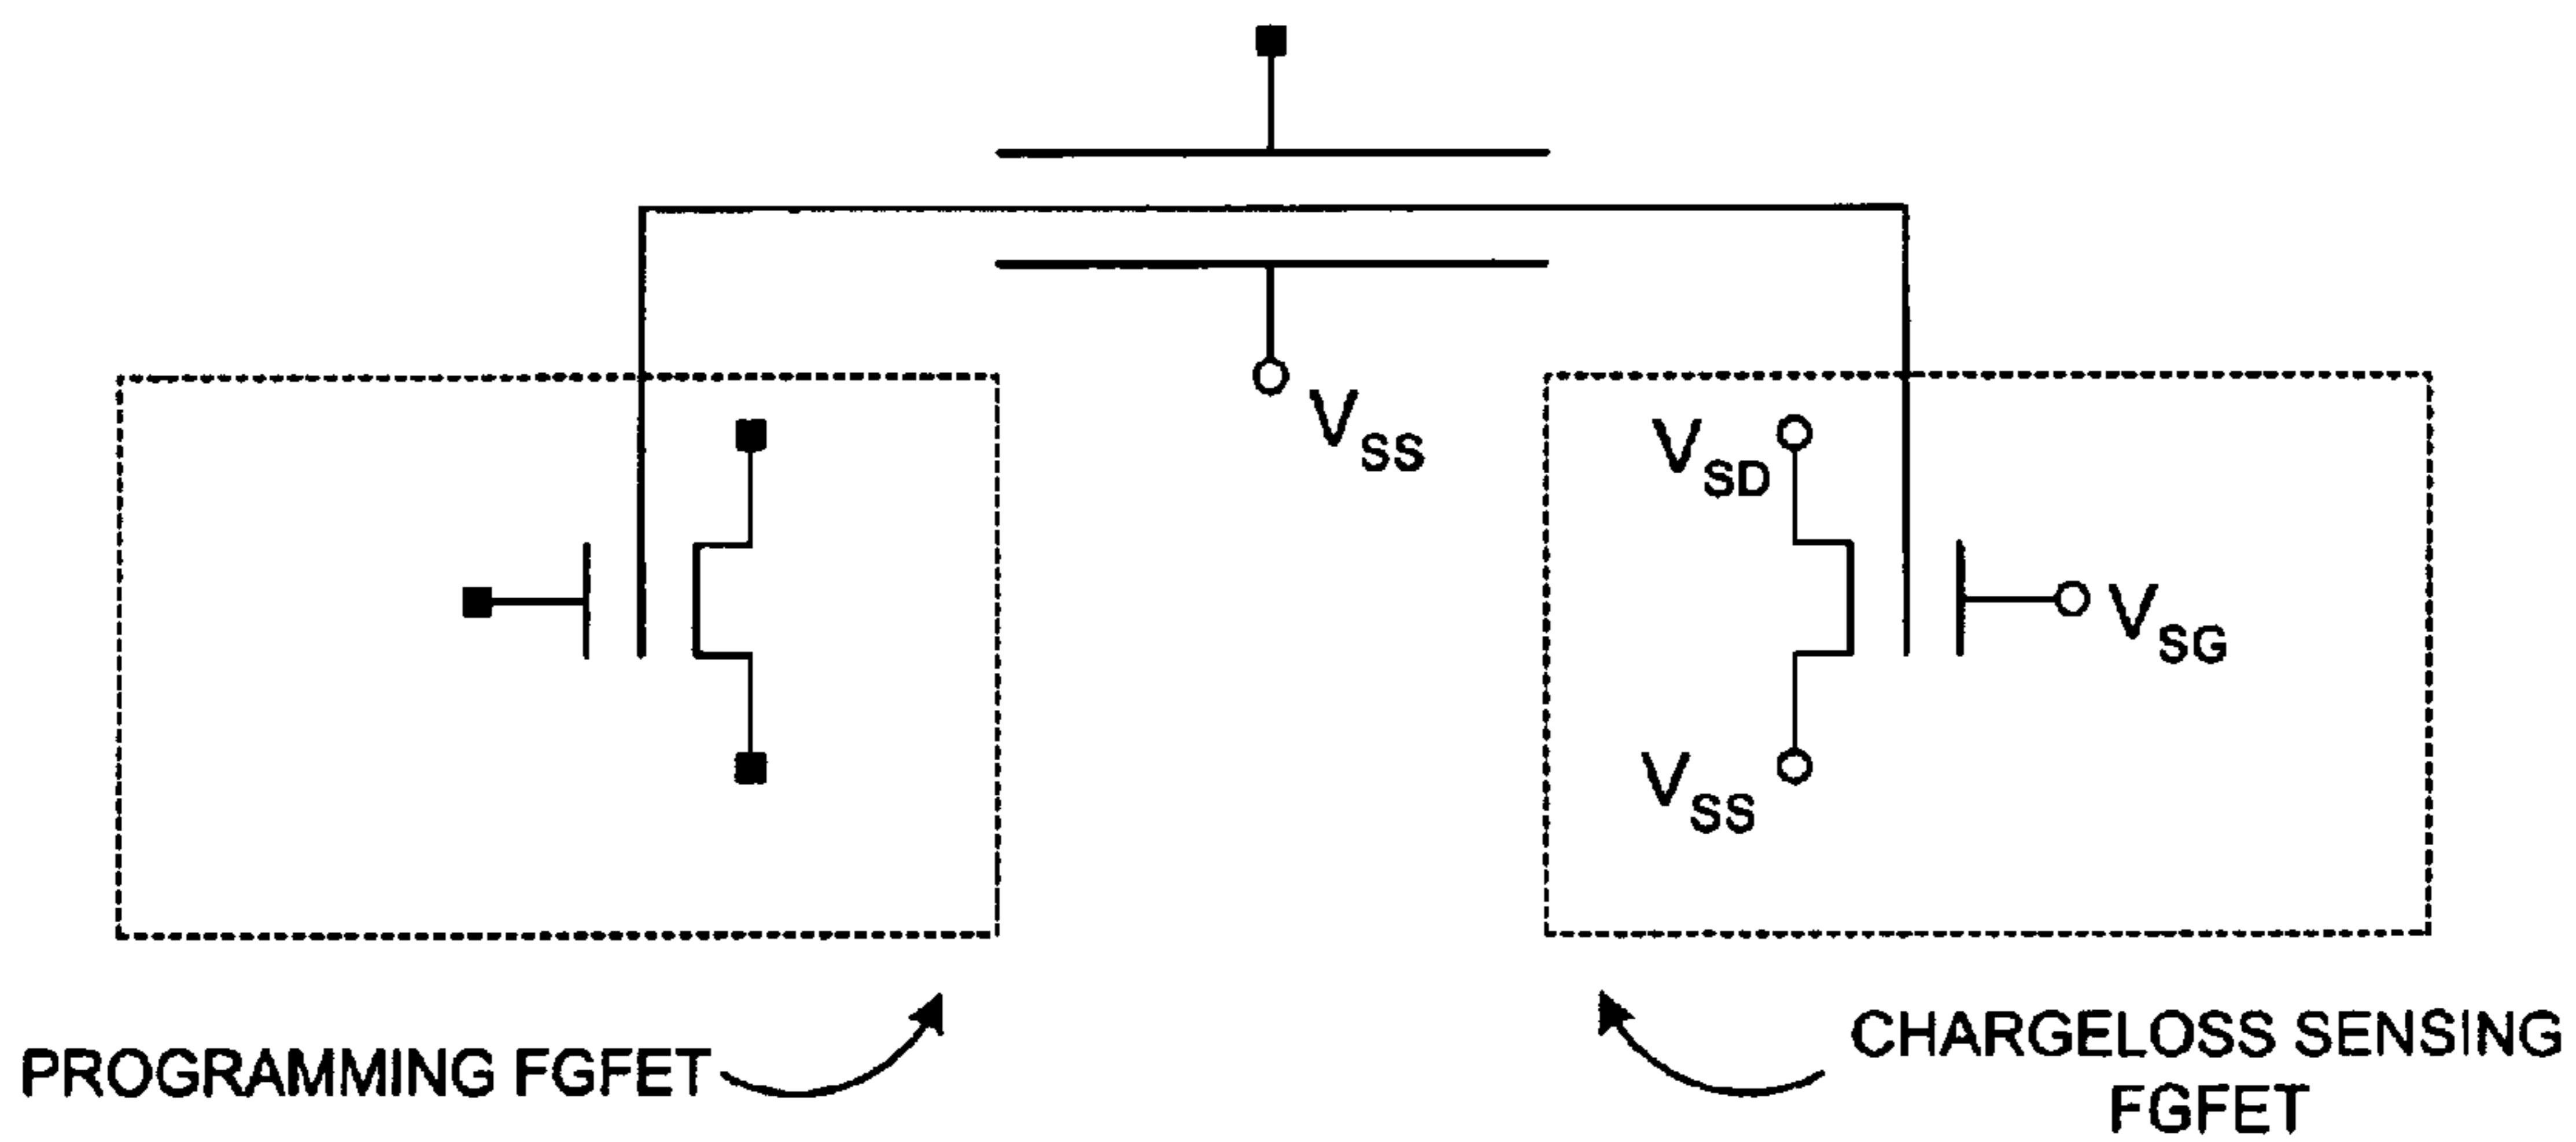 VSS
VSD
VSG
VSS
PROGRAMMING FGFET
CHARGELOSS SENSING
FGFET